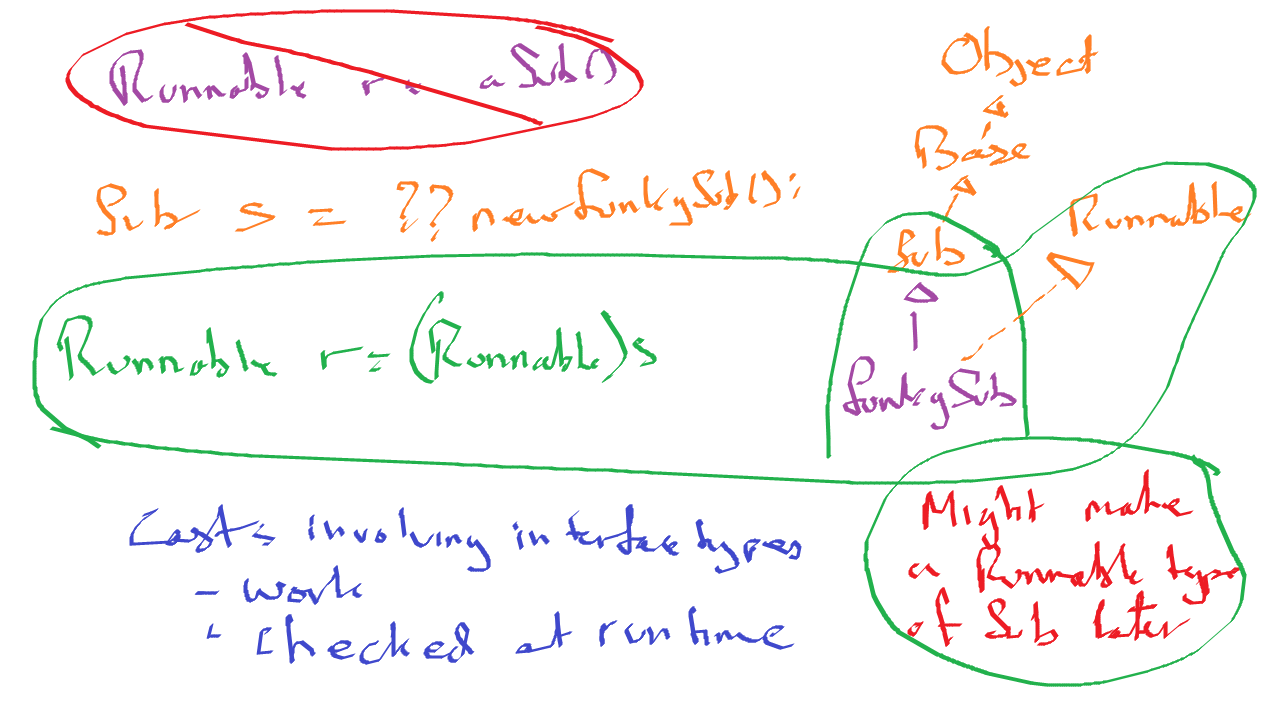 Runnable r = a Sub()
Sub s = ?? new funkySub();
Runnable r = (Runnable) s
Casts involving interface types
- work
- checked at runtime
Object
Base
Runnable
Sub
funkySub
Might make
a Runnable type
of Sub later